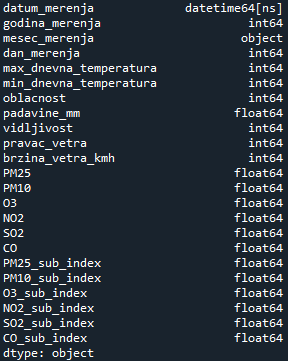 datum_merenja datetime64[ns]
godina_merenja int64
mesec_merenja object
dan_merenja int64
max_dnevna_temperatura int64
min_dnevna_temperatura int64
oblacnost int64
padavine_mm float64
vidljivost int64
pravac_vetra int64
brzina_vetra_kmh int64
PM25 float64
PM10 float64
O3 float64
NO2 float64
SO2 float64
CO float64
PM25_sub_index float64
PM10_sub_index float64
O3_sub_index float64
NO2_sub_index float64
SO2_sub_index float64
CO_sub_index float64
dtype: object